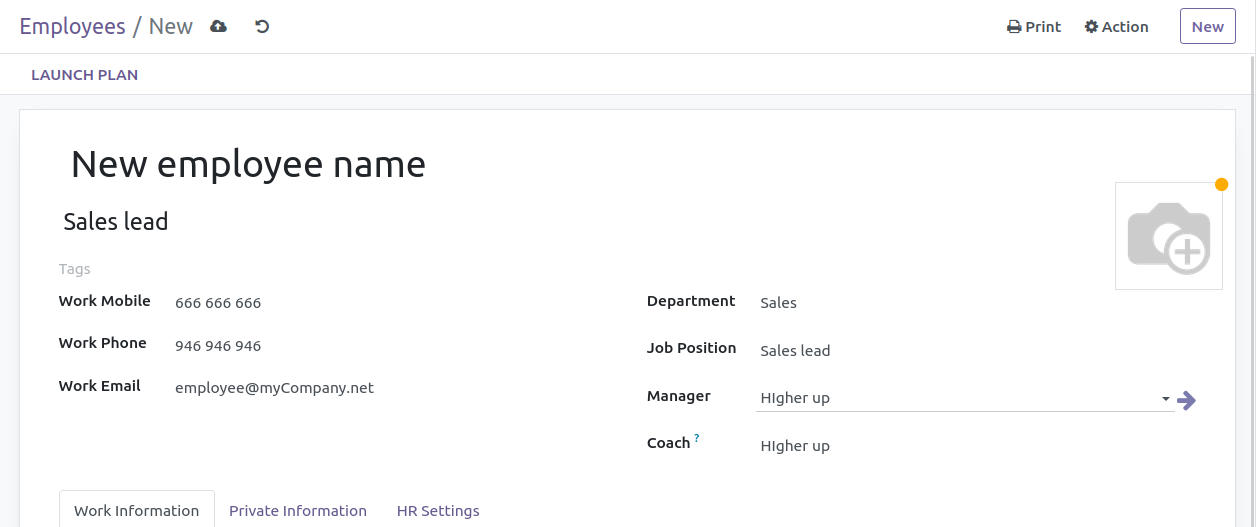 Employees / New
Print
Action
New
LAUNCH PLAN
New employee name
Sales lead
Tags
Work Mobile 666 666 666
Department Sales
Work Phone 946 946 946
Job Position Sales lead
Work Email employee@myCompany.net
Manager HIgher up
Coach ? HIgher up
Work Information
Private Information
HR Settings